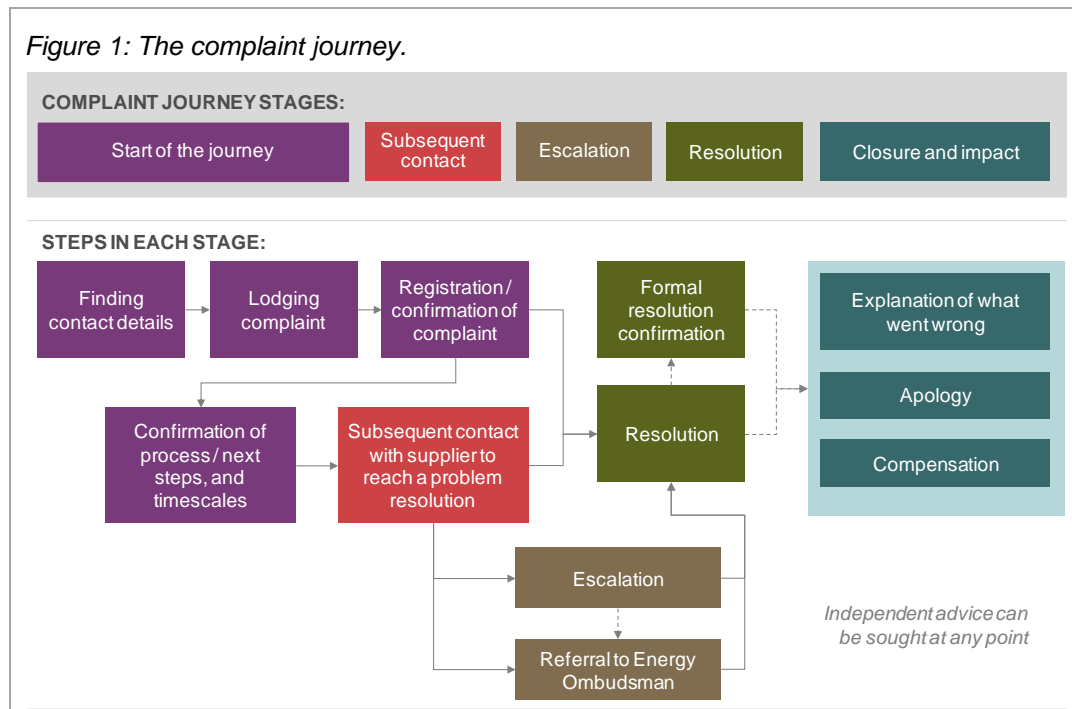 Figure 1: The complaint journey.
COMPLAINT JOURNEY STAGES:
Start of the journey
Subsequent
contact
Escalation
Resolution
Closure and impact
STEPS IN EACH STAGE:
Finding
contact details
Lodging
complaint
Registration /
confirmation of
complaint
Formal
resolution
confirmation
Explanation of what
went wrong
Confirmation of
process / next
steps, and
timescales
Subsequent contact
with supplier to
reach a problem
resolution
Resolution
Apology
Compensation
Escalation
Referral to Energy
Ombudsman
Independent advice can
be sought at any point